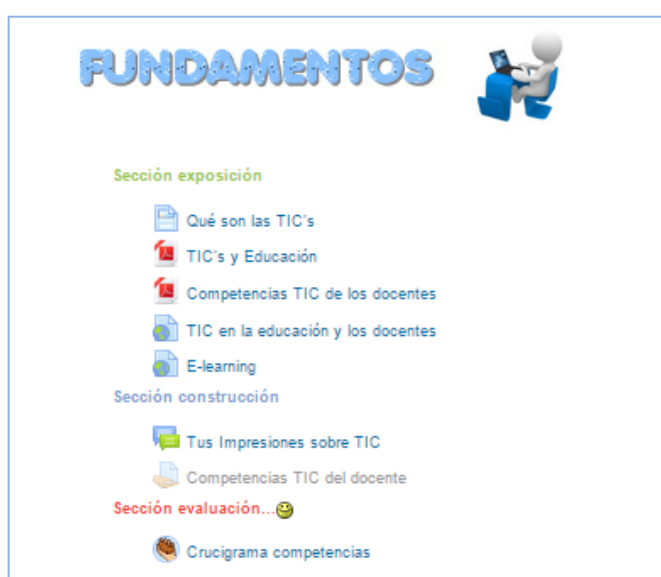 FUNDAMENTOS
Sección exposición
Qué son las TIC's
TIC's y Educación
Competencias TIC de los docentes
TIC en la educación y los docentes
E-learning
Sección construcción
Tus Impresiones sobre TIC
Competencias TIC del docente
Sección evaluación...
Crucigrama competencias